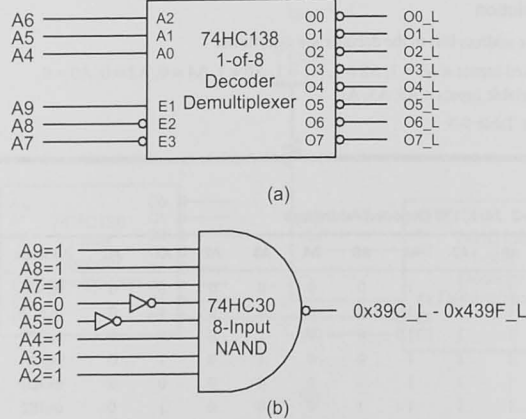 A6
A5
A4
A9
A8
A7
A2
A1
A0
E1
E2
E3
74HC138
1-of-8
Decoder
Demultiplexer
O0
O1
O2
O3
O4
O5
O6
O7
O0_L
O1_L
O2_L
O3_L
O4_L
O5_L
O6_L
O7_L
(a)
A9=1
A8=1
A7=1
A6=0
A5=0
A4=1
A3=1
A2=1
74HC30
8-Input
NAND
0x39C_L - 0x439F_L
(b)